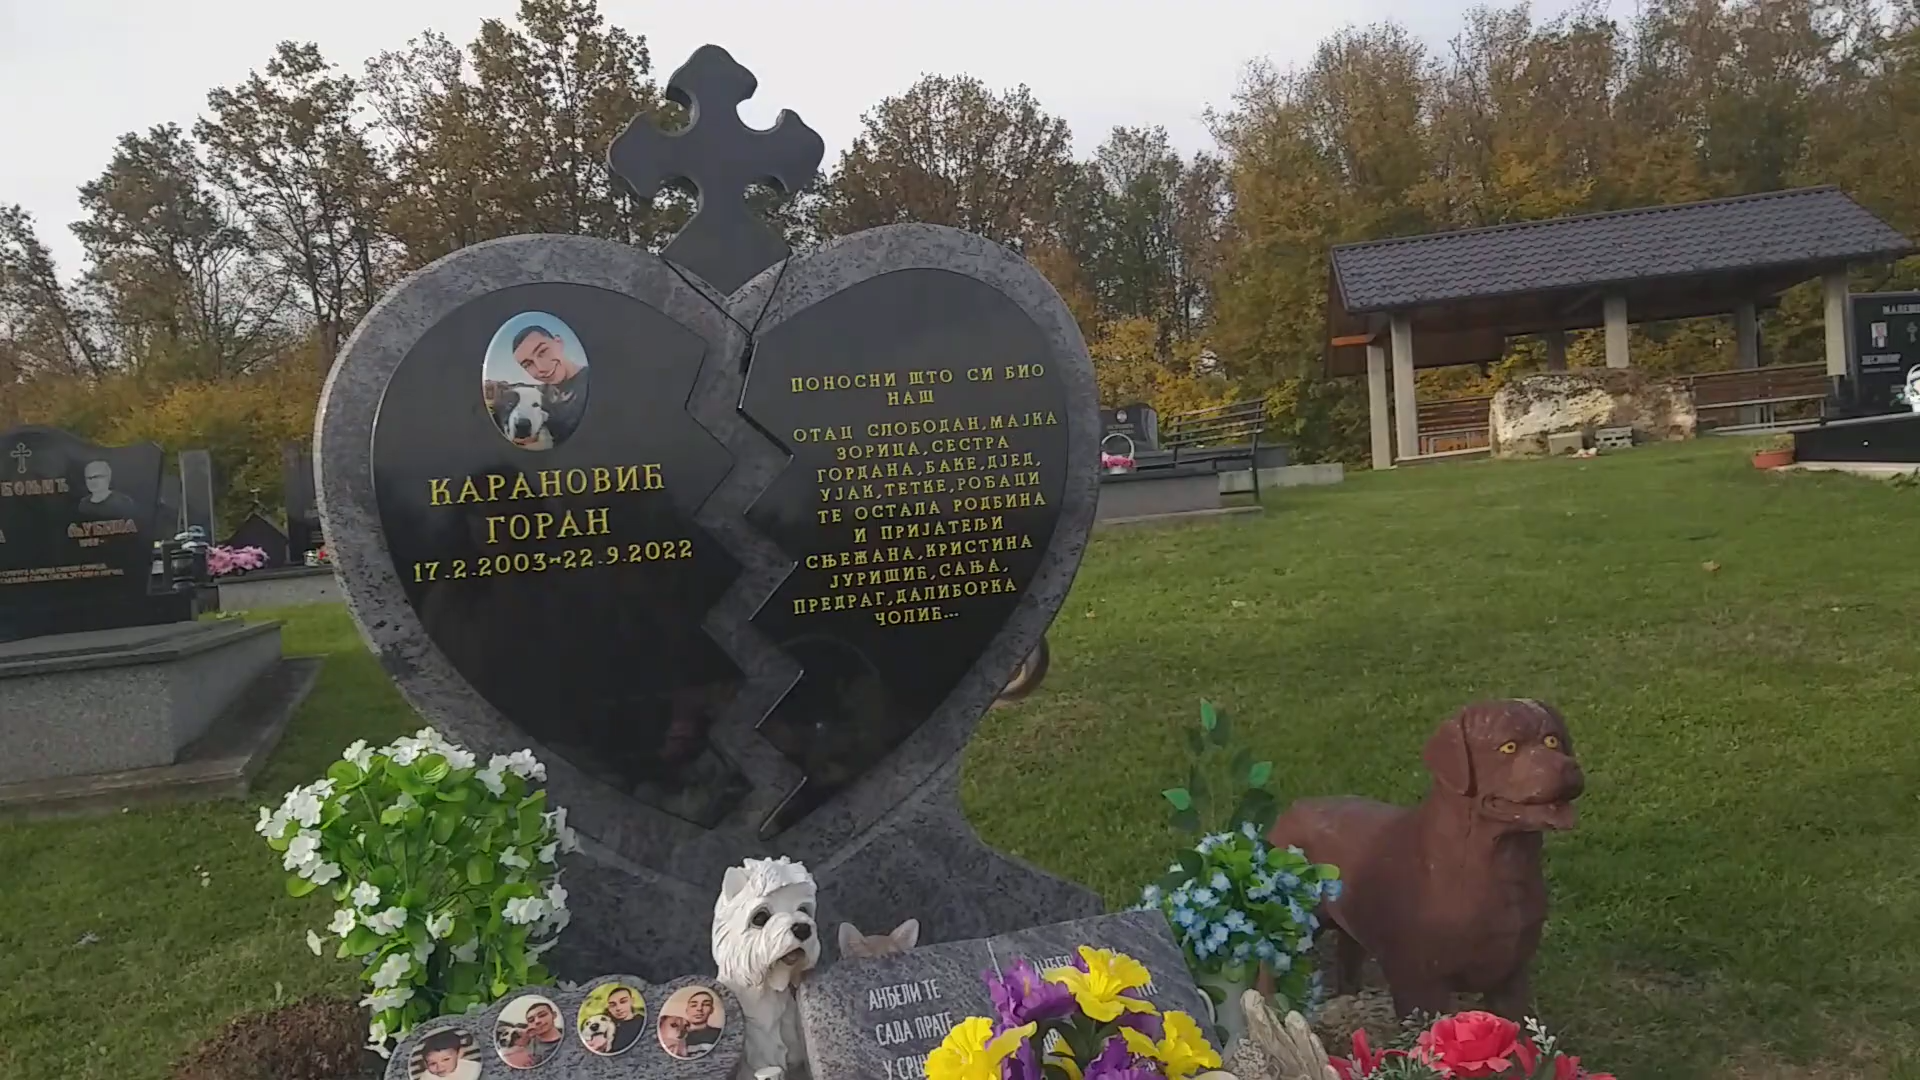 КАРАНОВИЋ
ГОРАН
17.2.2003-22.9.2022
ПОНОСНИ ШТО СИ БИО
НАШ
ОТАЦ СЛОБОДАН,МАЈКА
ЗОРИЦА,СЕСТРА
ГОРДАНА,БАКЕ,ДЈЕД,
УЈАК,ТЕТКЕ,РОЂАЦИ
ТЕ ОСТАЛА РОДБИНА
И ПРИЈАТЕЉИ
СЊЕЖАНА,КРИСТИНА
ЈУРИШИЋ,САЊА,
ПРЕДРАГ,ДАЛИБОРКА
ЧОЛИЋ...
АНЂЕЛИ ТЕ
САДА ПРАТЕ
ЉУБИША